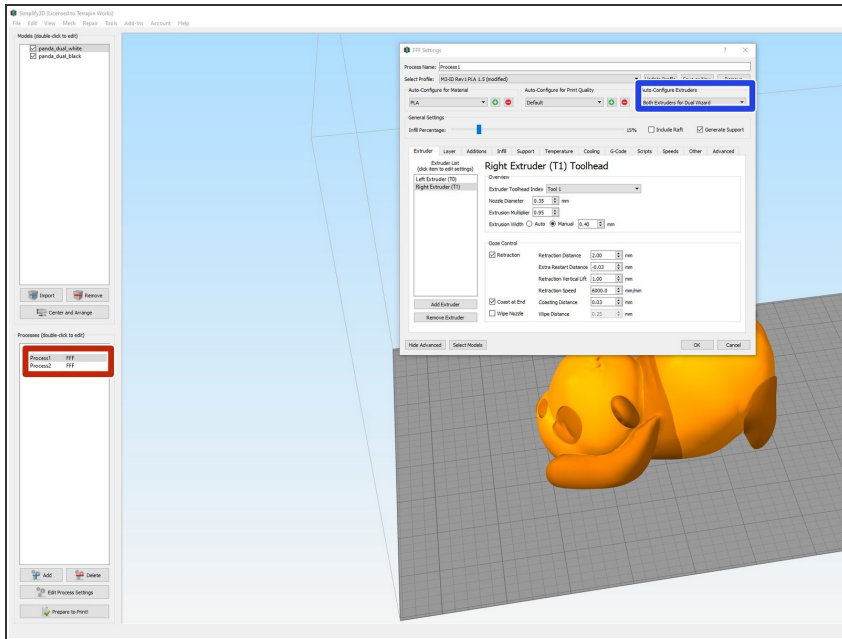 Simplify3D (Licensed to Terrapin Works)
File Edit View Mesh Repair Tools Add-Ins Account Help
Models (double-click to edit)
panda_dual_white
panda_dual_black
Import Remove
Center and Arrange
Processes (double-click to edit)
Process1 FFF
Process2 FFF
Add Delete
Edit Process Settings
Prepare to Print!
FFF Settings
Process Name: Process1
Select Profile: M3-ID Rev1 PLA 1.5 (modified)
Auto-Configure for Material Auto-Configure for Print Quality uto-Configure Extruders
PLA Default Both Extruders for Dual Wizard
General Settings
Infill Percentage: 15% Include Raft Generate Support
Extruder Layer Additions Infill Support Temperature Cooling G-Code Scripts Speeds Other Advanced
Extruder List
(click item to edit settings)
Left Extruder (T0)
Right Extruder (T1)
Add Extruder
Remove Extruder
Right Extruder (T1) Toolhead
Overview
Extruder Toolhead Index Tool 1
Nozzle Diameter 0.35 mm
Extrusion Multiplier 0.95
Extrusion Width Auto Manual 0.40 mm
Ooze Control
Retraction Retraction Distance 2.00 mm
Extra Restart Distance -0.03 mm
Retraction Vertical Lift 1.00 mm
Retraction Speed 6000.0 mm/min
Coast at End Coasting Distance 0.03 mm
Wipe Nozzle Wipe Distance 0.25 mm
Hide Advanced Select Models OK Cancel